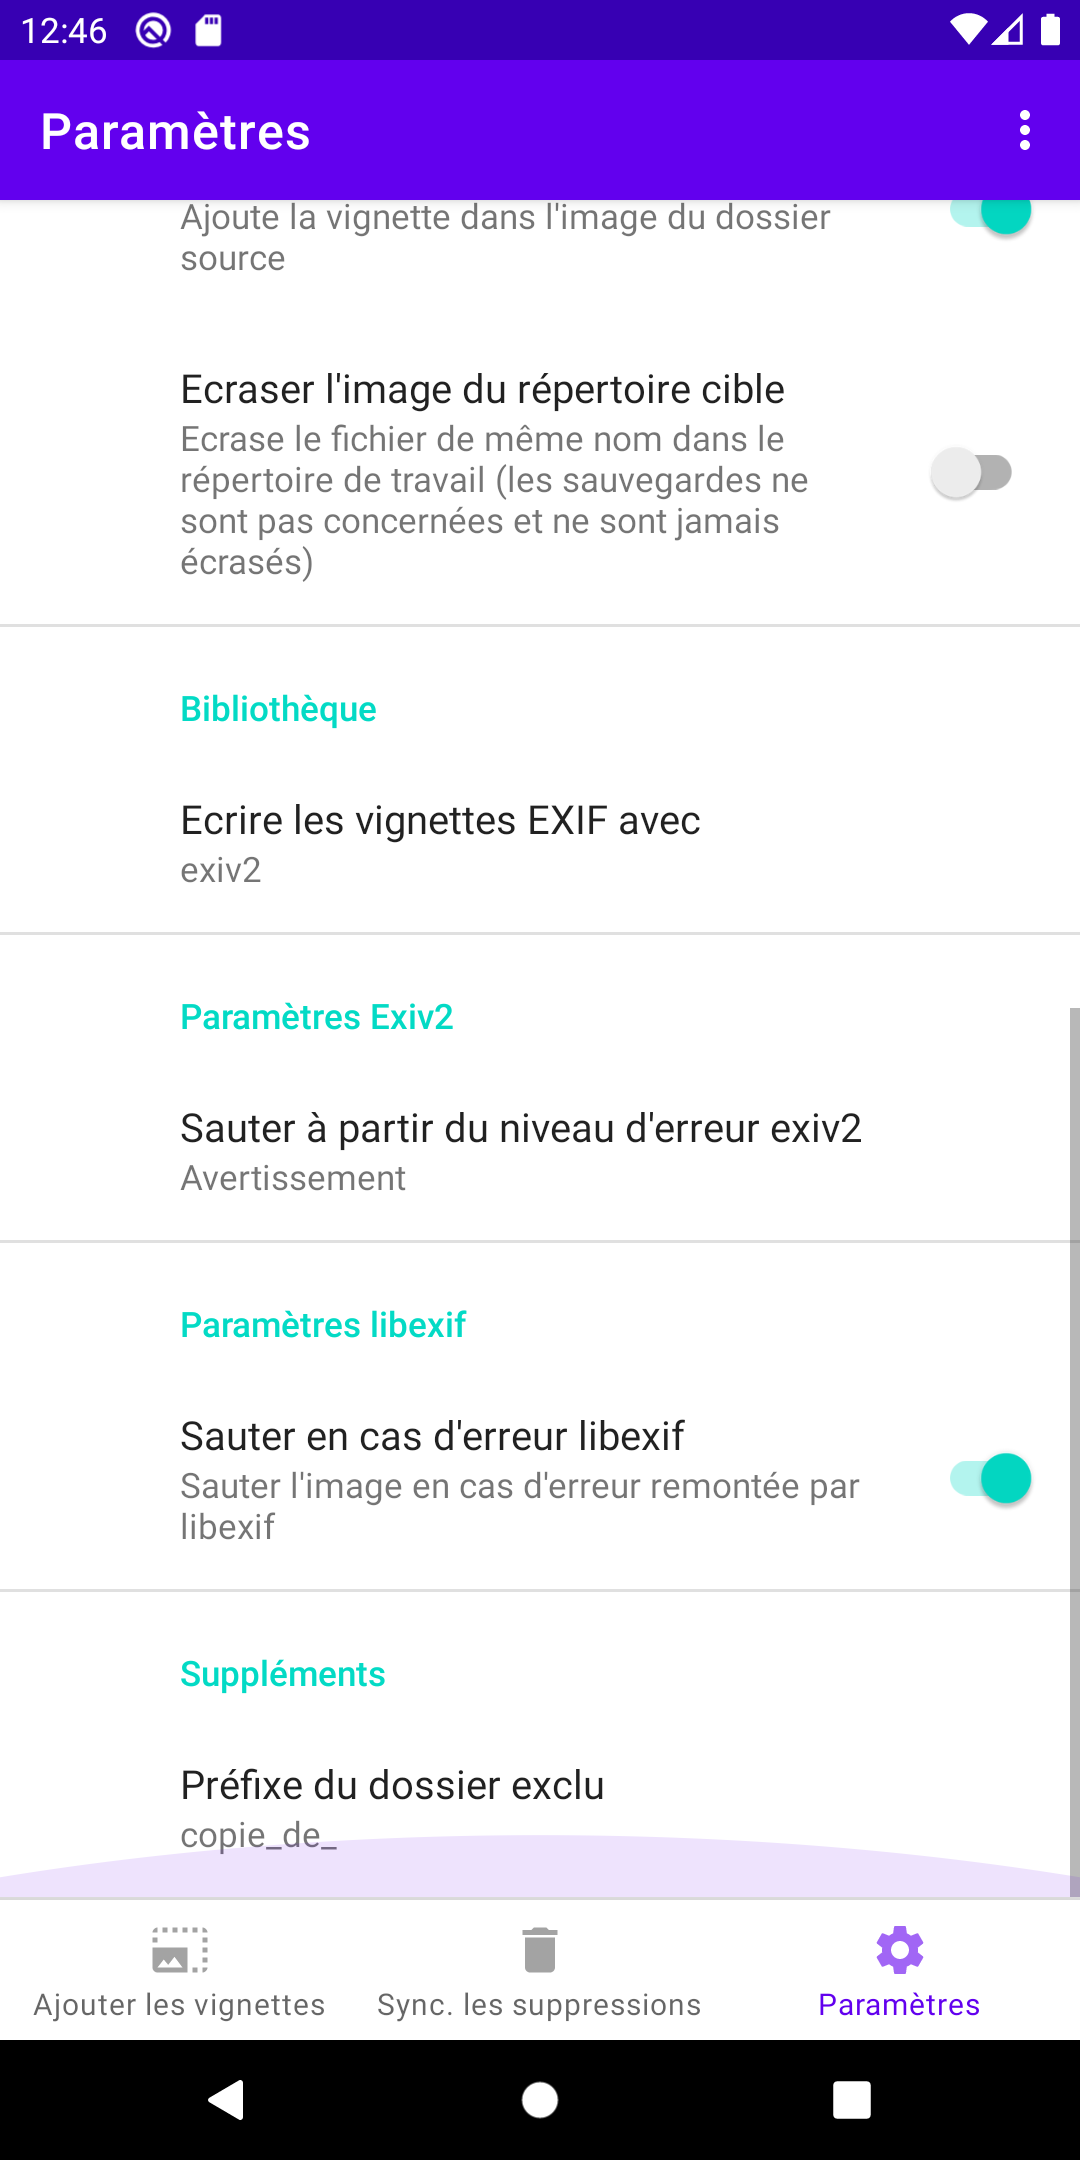 12:46
Paramètres
Ajoute la vignette dans l'image du dossier
source
Ecraser l'image du répertoire cible
Ecrase le fichier de même nom dans le
répertoire de travail (les sauvegardes ne
sont pas concernées et ne sont jamais
écrasés)
Bibliothèque
Ecrire les vignettes EXIF avec
exiv2
Paramètres Exiv2
Sauter à partir du niveau d'erreur exiv2
Avertissement
Paramètres libexif
Sauter en cas d'erreur libexif
Sauter l'image en cas d'erreur remontée par
libexif
Suppléments
Préfixe du dossier exclu
copie_de_
Ajouter les vignettes
Sync. les suppressions
Paramètres